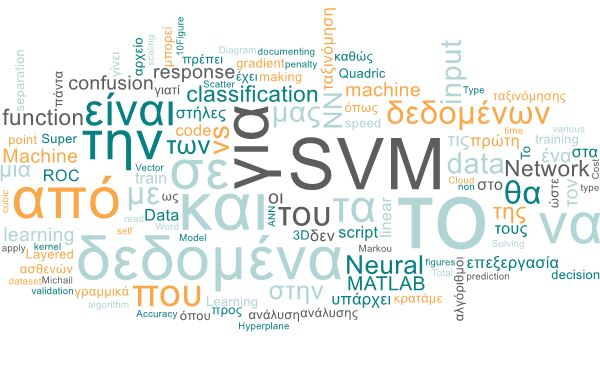 separation
αρχείο
scaling
γίνει
μπορεί
10Figure
Diagram
documenting
ταξινόμηση
input
πάντα
confusion
γιατί
response
πρέπει
gradient
penalty
καθώς
έχει
making
Scatter
Quadric
machine
Type
ταξινόμησης
function
είναι
στήλες
classification
μας
NN
όπως
δεδομένων
point
Super
code
vs
για
speed
time
various
Machine
την
των
SVM
τις
πρώτη
training
μια
ROC
Vector
train
σε
data
ένα
στα
To
Network
cubic
από
με
ως
και
οι
του
τα
linear
το
Cloud
non
στο
θα
ώστε
τον
type
Cost
read
Data
Word
ANN
της
τους
να
learning
self
3D
δεν
script
Solving
apply
kernel
Model
Markou
Layered
δεδομένα
Neural
figures
επεξεργασία
ασθενών
Total
prediction
decision
dataset
Michail
MATLAB
αλγόριθμοι
validation
γραμμικά
που
στην
υπάρχει
κρατάμε
algorithm
Learning
Accuracy
όπου
προς
ανάλυση
ανάλυσης
Hyperplane